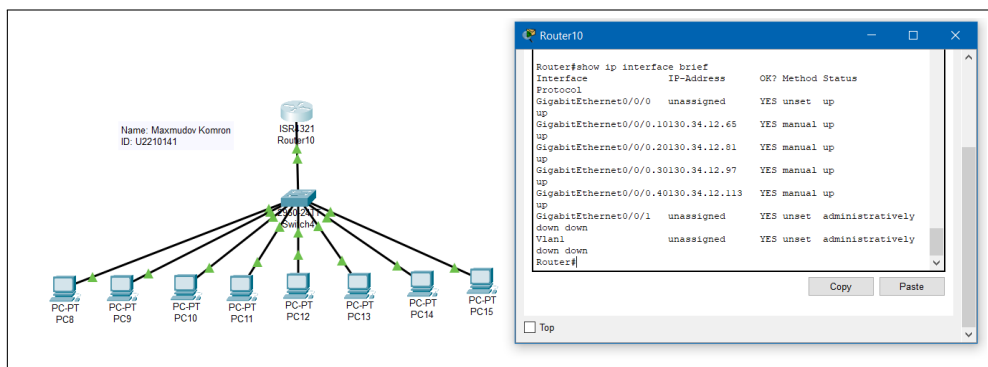 Name: Maxmudov Komron
ID: U2210141
ISR4321
Router10
2960-24TT
Switch4
PC-PT
PC8
PC-PT
PC9
PC-PT
PC10
PC-PT
PC11
PC-PT
PC12
PC-PT
PC13
PC-PT
PC14
PC-PT
PC15
Router10
Router#show ip interface brief
Interface IP-Address OK? Method Status
Protocol
GigabitEthernet0/0/0 unassigned YES unset up
up
GigabitEthernet0/0/0.10130.34.12.65 YES manual up
up
GigabitEthernet0/0/0.20130.34.12.81 YES manual up
up
GigabitEthernet0/0/0.30130.34.12.97 YES manual up
up
GigabitEthernet0/0/0.40130.34.12.113 YES manual up
up
GigabitEthernet0/0/1 unassigned YES unset administratively
down down
Vlan1 unassigned YES unset administratively
down down
Router#
Copy Paste
Top